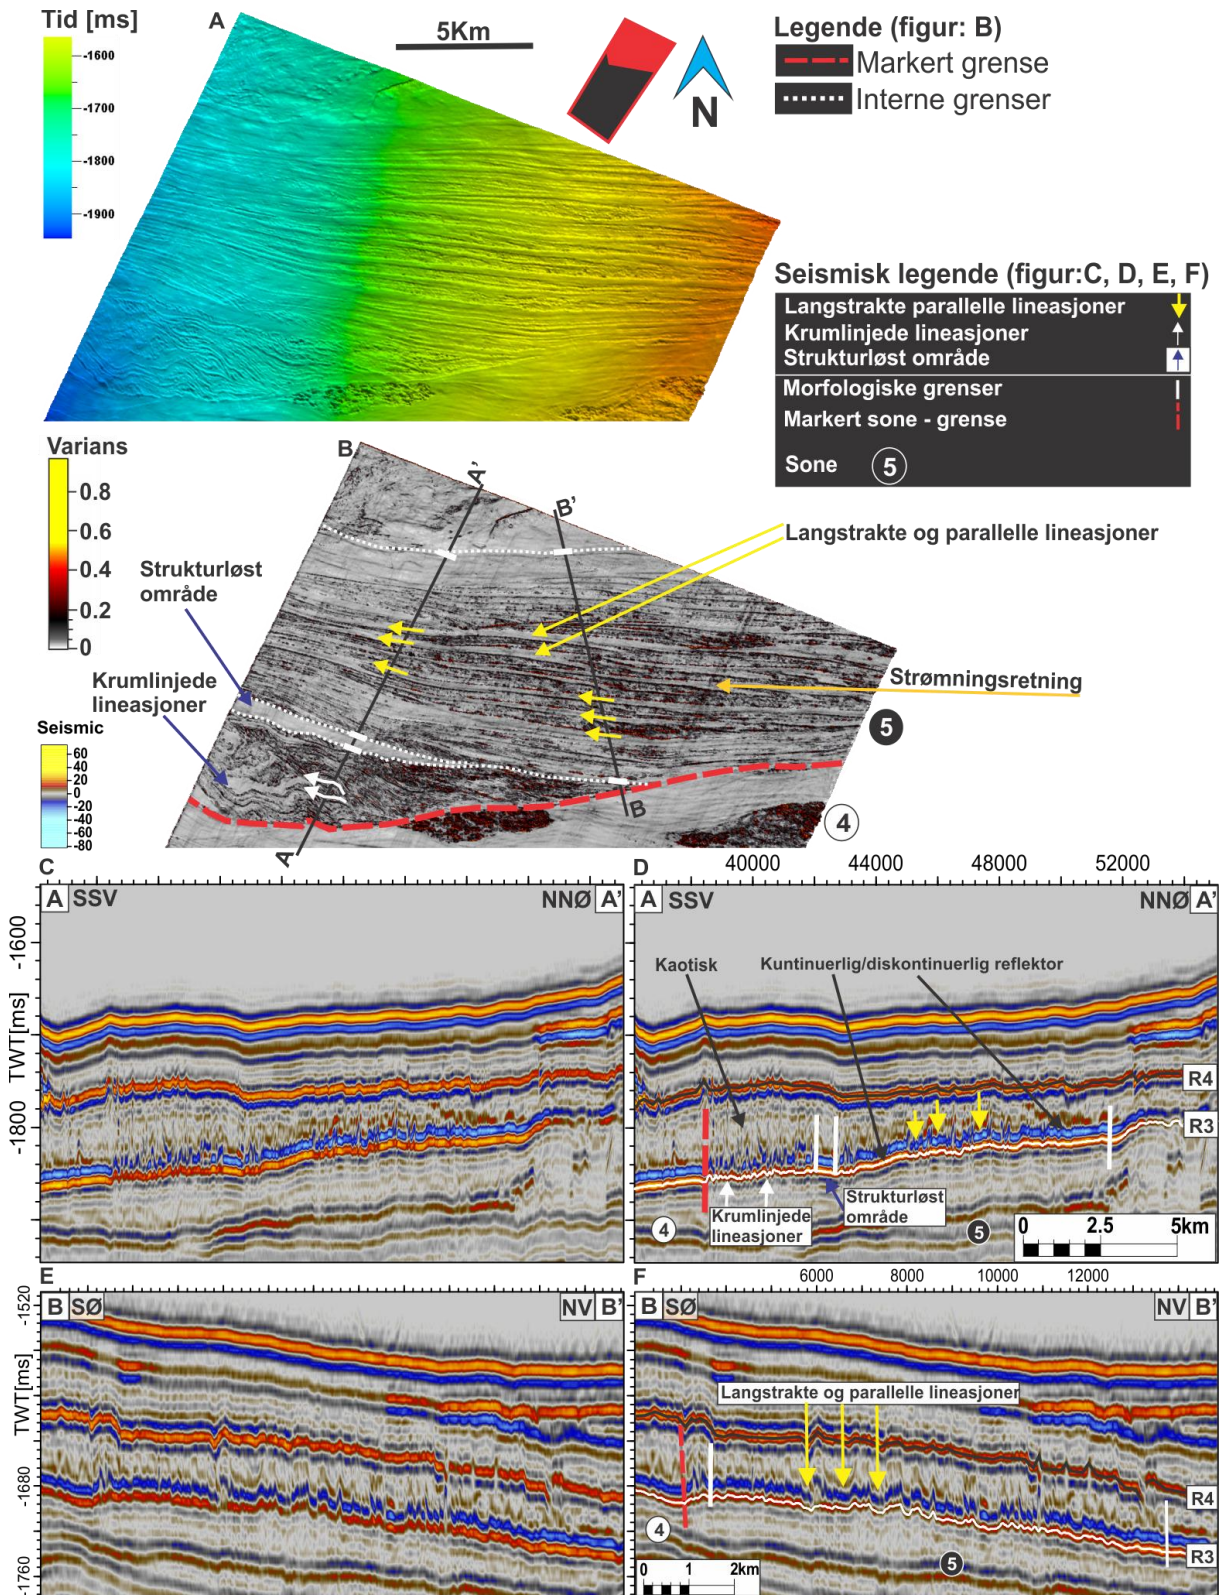 Tid [ms]
A
5Km
N
Legende (figur: B)
Markert grense
Interne grenser
-1600
-1700
-1800
-1900
Seismisk legende (figur:C, D, E, F)
Langstrakte parallelle lineasjoner
Krumlinjede lineasjoner
Strukturløst område
Morfologiske grenser
Markert sone - grense
Sone 5
Varians
0.8
0.6
0.4
0.2
0
B
A'
B'
Langstrakte og parallelle lineasjoner
Strukturløst
område
Krumlinjede
lineasjoner
Strømningsretning
5
4
B
A
Seismic
60
40
20
0
-20
-40
-60
-80
C
A SSV NNØ A'
-1600
-1800
TWT[ms]
D
40000 44000 48000 52000
A SSV NNØ A'
Kaotisk
Kuntinuerlig/diskontinuerlig reflektor
R4
R3
Krumlinjede
lineasjoner
Strukturløst
område
4
5
0 2.5 5km
E
B SØ NV B'
-1520
-1680
-1760
TWT[ms]
F
6000 8000 10000 12000
B SØ NV B'
Langstrakte og parallelle lineasjoner
R4
R3
4
5
0 1 2km